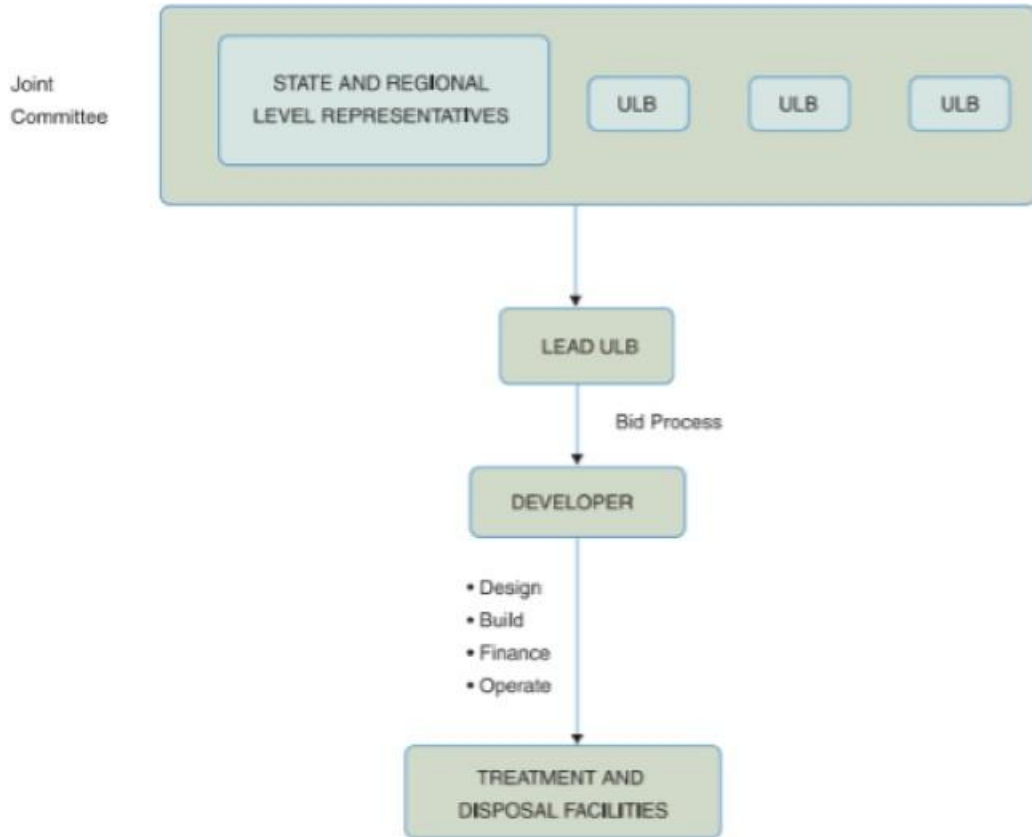 Joint
Committee
STATE AND REGIONAL
LEVEL REPRESENTATIVES
ULB
ULB
ULB
LEAD ULB
Bid Process
DEVELOPER
• Design
• Build
• Finance
• Operate
TREATMENT AND
DISPOSAL FACILITIES